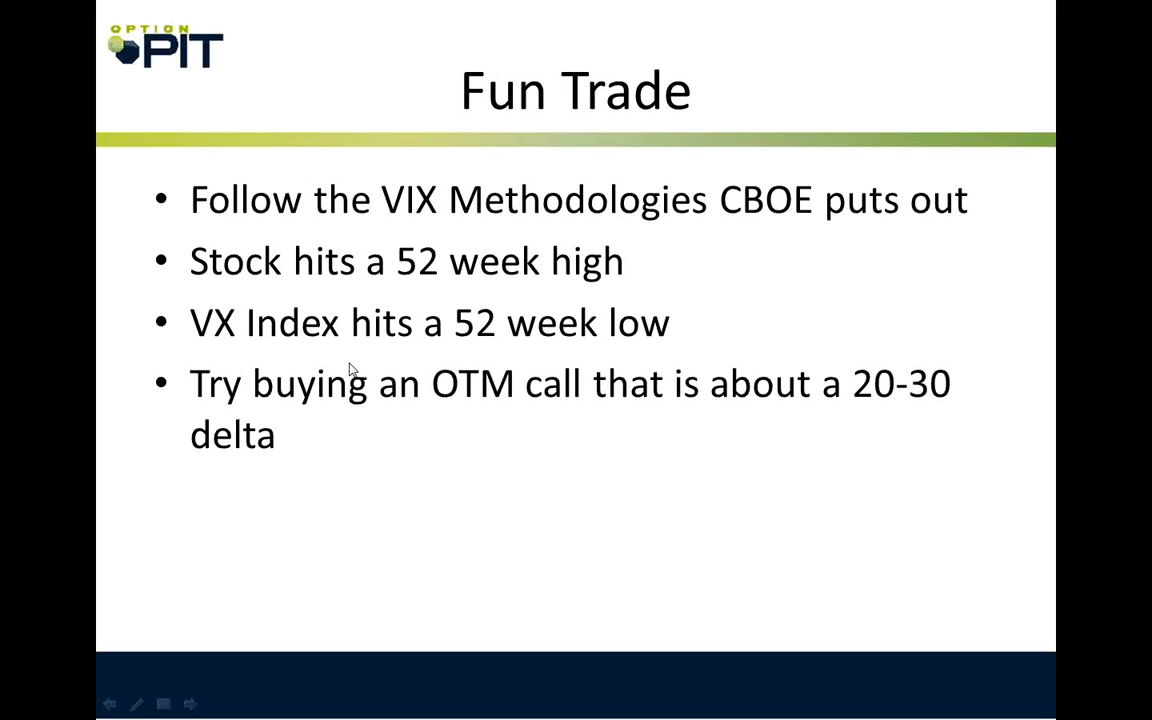 OPTION
PIT
Fun Trade
• Follow the VIX Methodologies CBOE puts out
• Stock hits a 52 week high
• VX Index hits a 52 week low
• Try buying an OTM call that is about a 20-30
delta